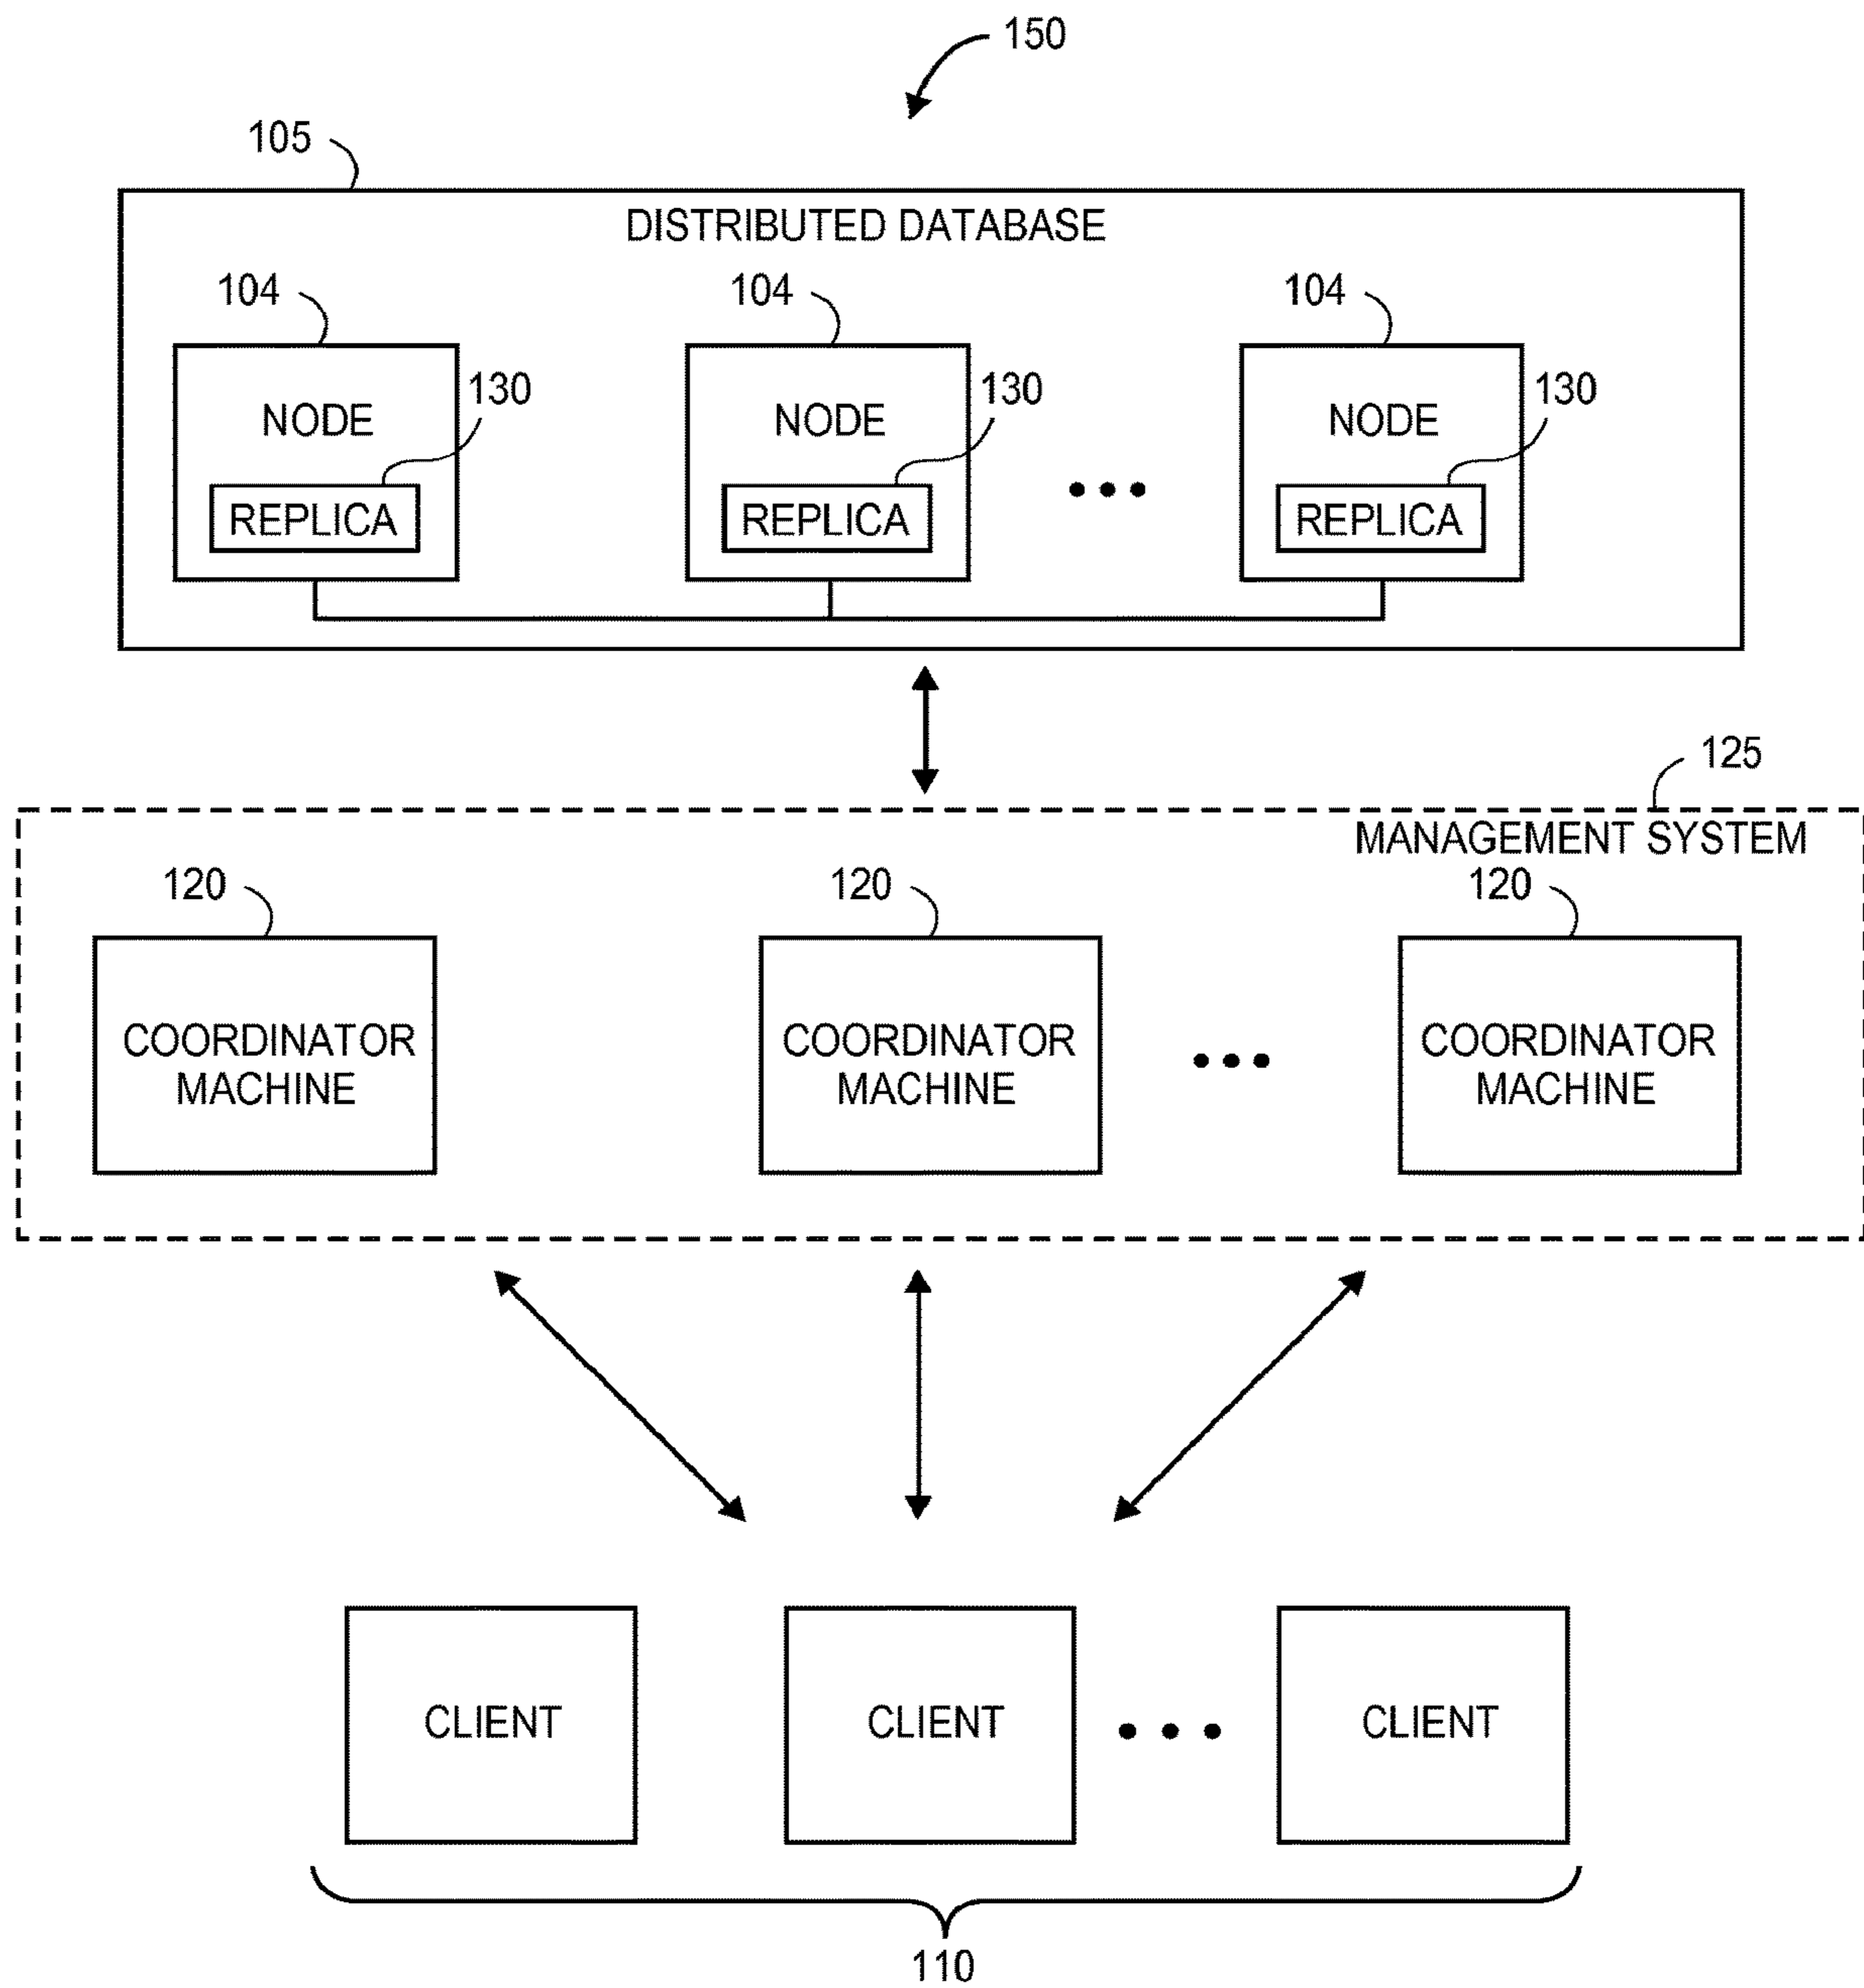 150
105
DISTRIBUTED DATABASE
104 104 104
130 130 130
NODE NODE NODE
REPLICA REPLICA REPLICA
125
MANAGEMENT SYSTEM
120 120 120
COORDINATOR COORDINATOR COORDINATOR
MACHINE MACHINE MACHINE
CLIENT CLIENT CLIENT
110